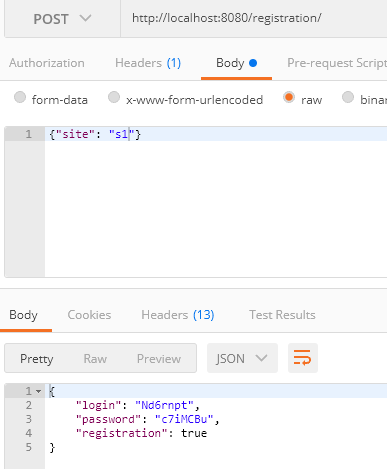 POST http://localhost:8080/registration/
Authorization Headers (1) Body Pre-request Script
form-data x-www-form-urlencoded raw binar
1 {"site": "s1"}
Body Cookies Headers (13) Test Results
Pretty Raw Preview JSON
1 {
2 "login": "Nd6rnpt",
3 "password": "c7iMCBu",
4 "registration": true
5 }